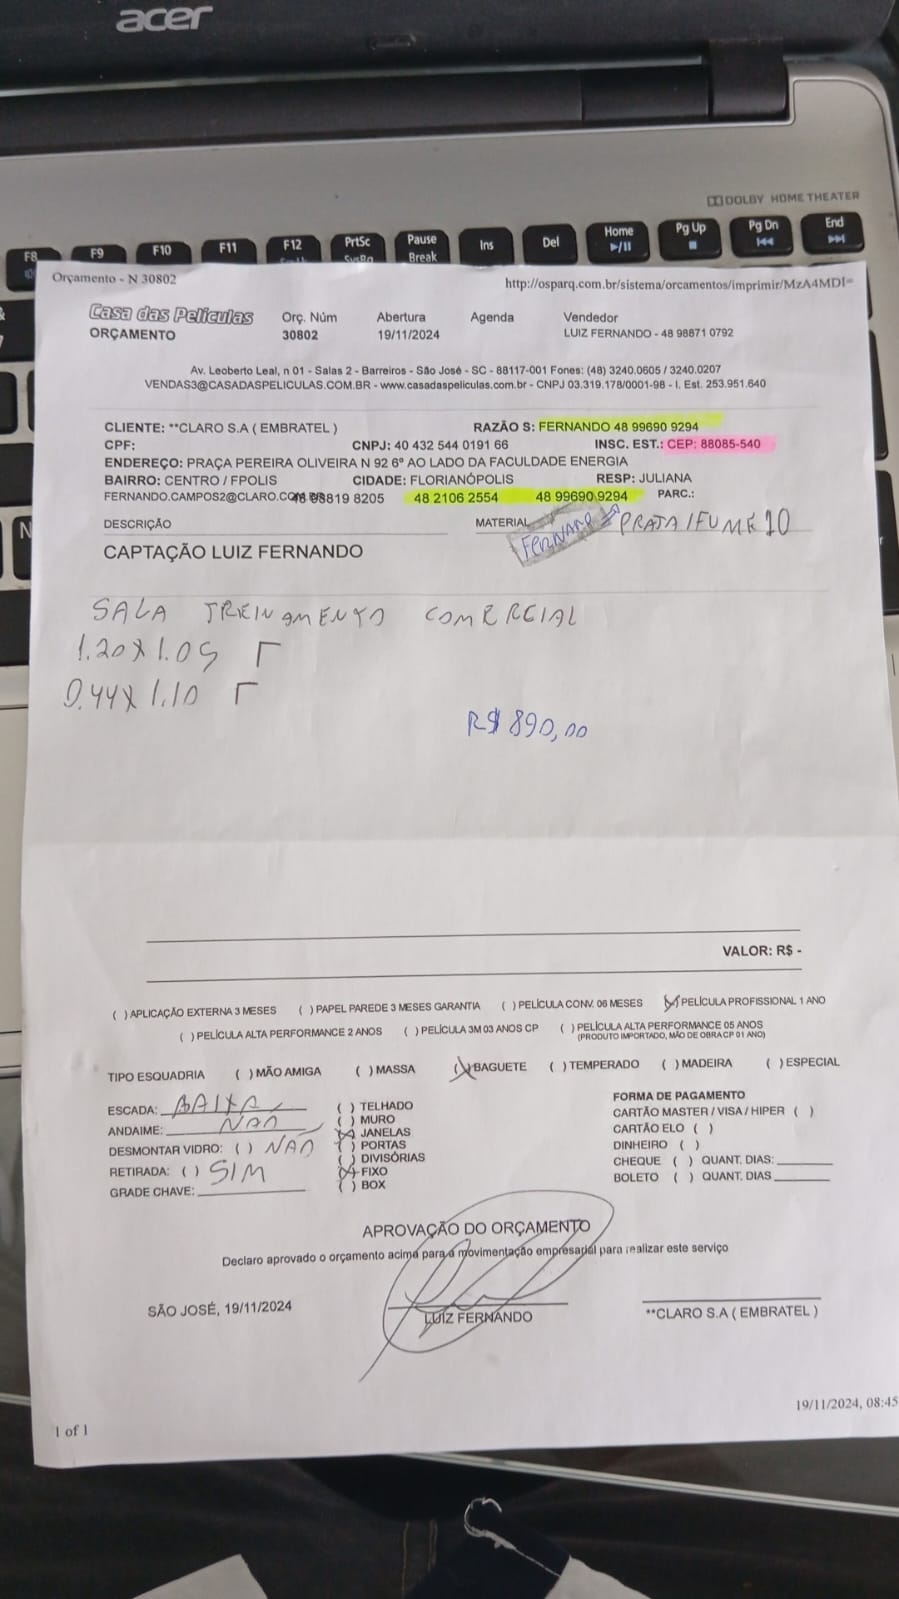 acer
DOLBY HOME THEATER
F8 F9 F10 F11 F12 PrtSc Pause Ins Del Home Pg Up Pg Dn End
SysRq Break
Orçamento - N 30802
http://osparq.com.br/sistema/orcamentos/imprimir/MzA4MDI=
Casa das Películas Orç. Núm Abertura Agenda Vendedor
ORÇAMENTO 30802 19/11/2024 LUIZ FERNANDO - 48 98871 0792
Av. Leoberto Leal, n 01 - Salas 2 - Barreiros - São José - SC - 88117-001 Fones: (48) 3240.0605 / 3240.0207
VENDAS3@CASADASPELICULAS.COM.BR - www.casadaspeliculas.com.br - CNPJ 03.319.178/0001-98 - I. Est. 253.951.640
CLIENTE: **CLARO S.A ( EMBRATEL ) RAZÃO S: FERNANDO 48 99690 9294
CPF: CNPJ: 40 432 544 0191 66 INSC. EST.: CEP: 88085-540
ENDEREÇO: PRAÇA PEREIRA OLIVEIRA N 92 6º AO LADO DA FACULDADE ENERGIA
BAIRRO: CENTRO / FPOLIS CIDADE: FLORIANÓPOLIS RESP: JULIANA
FERNANDO.CAMPOS2@CLARO.COM.BR 98819 8205 48 2106 2554 48 99690 9294 PARC.:
DESCRIÇÃO MATERIAL FERNANDO PRATA/FUMÊ 20
CAPTAÇÃO LUIZ FERNANDO
SALA TREINAMENTO COMERCIAL
1.20X1.05 Γ
0.44X1.10 Γ
R$ 890,00
VALOR: R$ -
( ) APLICAÇÃO EXTERNA 3 MESES ( ) PAPEL PAREDE 3 MESES GARANTIA ( ) PELÍCULA CONV. 06 MESES (X) PELÍCULA PROFISSIONAL 1 ANO
( ) PELÍCULA ALTA PERFORMANCE 2 ANOS ( ) PELÍCULA 3M 03 ANOS CP ( ) PELÍCULA ALTA PERFORMANCE 05 ANOS
(PRODUTO IMPORTADO, MÃO DE OBRA CP 01 ANO)
TIPO ESQUADRIA ( ) MÃO AMIGA ( ) MASSA (X) BAGUETE ( ) TEMPERADO ( ) MADEIRA ( ) ESPECIAL
ESCADA: BAIXA ( ) TELHADO FORMA DE PAGAMENTO
ANDAIME: NÃO ( ) MURO CARTÃO MASTER / VISA / HIPER ( )
(X) JANELAS CARTÃO ELO ( )
DESMONTAR VIDRO: ( ) NÃO ( ) PORTAS DINHEIRO ( )
( ) DIVISÓRIAS CHEQUE ( ) QUANT. DIAS:
RETIRADA: ( ) SIM (X) FIXO BOLETO ( ) QUANT. DIAS
GRADE CHAVE: ( ) BOX
APROVAÇÃO DO ORÇAMENTO
Declaro aprovado o orçamento acima para a movimentação empresarial para realizar este serviço
SÃO JOSÉ, 19/11/2024 LUIZ FERNANDO **CLARO S.A ( EMBRATEL )
19/11/2024, 08:45
1 of 1